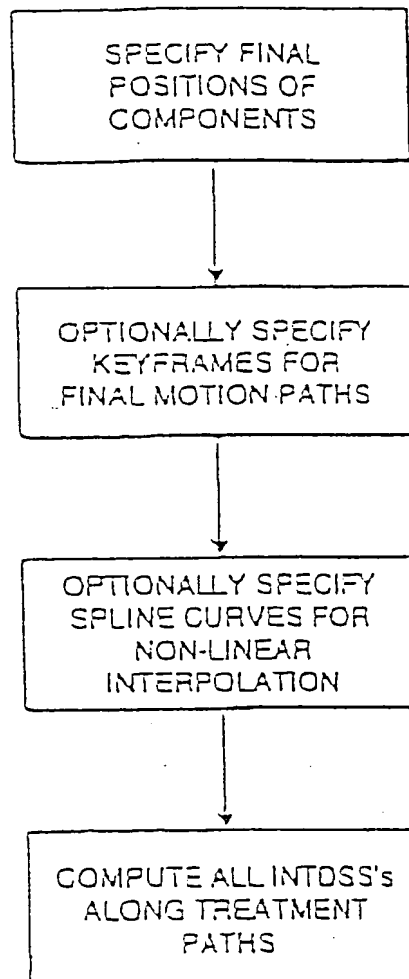 SPECIFY FINAL
POSITIONS OF
COMPONENTS
OPTIONALLY SPECIFY
KEYFRAMES FOR
FINAL MOTION PATHS
OPTIONALLY SPECIFY
SPLINE CURVES FOR
NON-LINEAR
INTERPOLATION
COMPUTE ALL INTDSS's
ALONG TREATMENT
PATHS